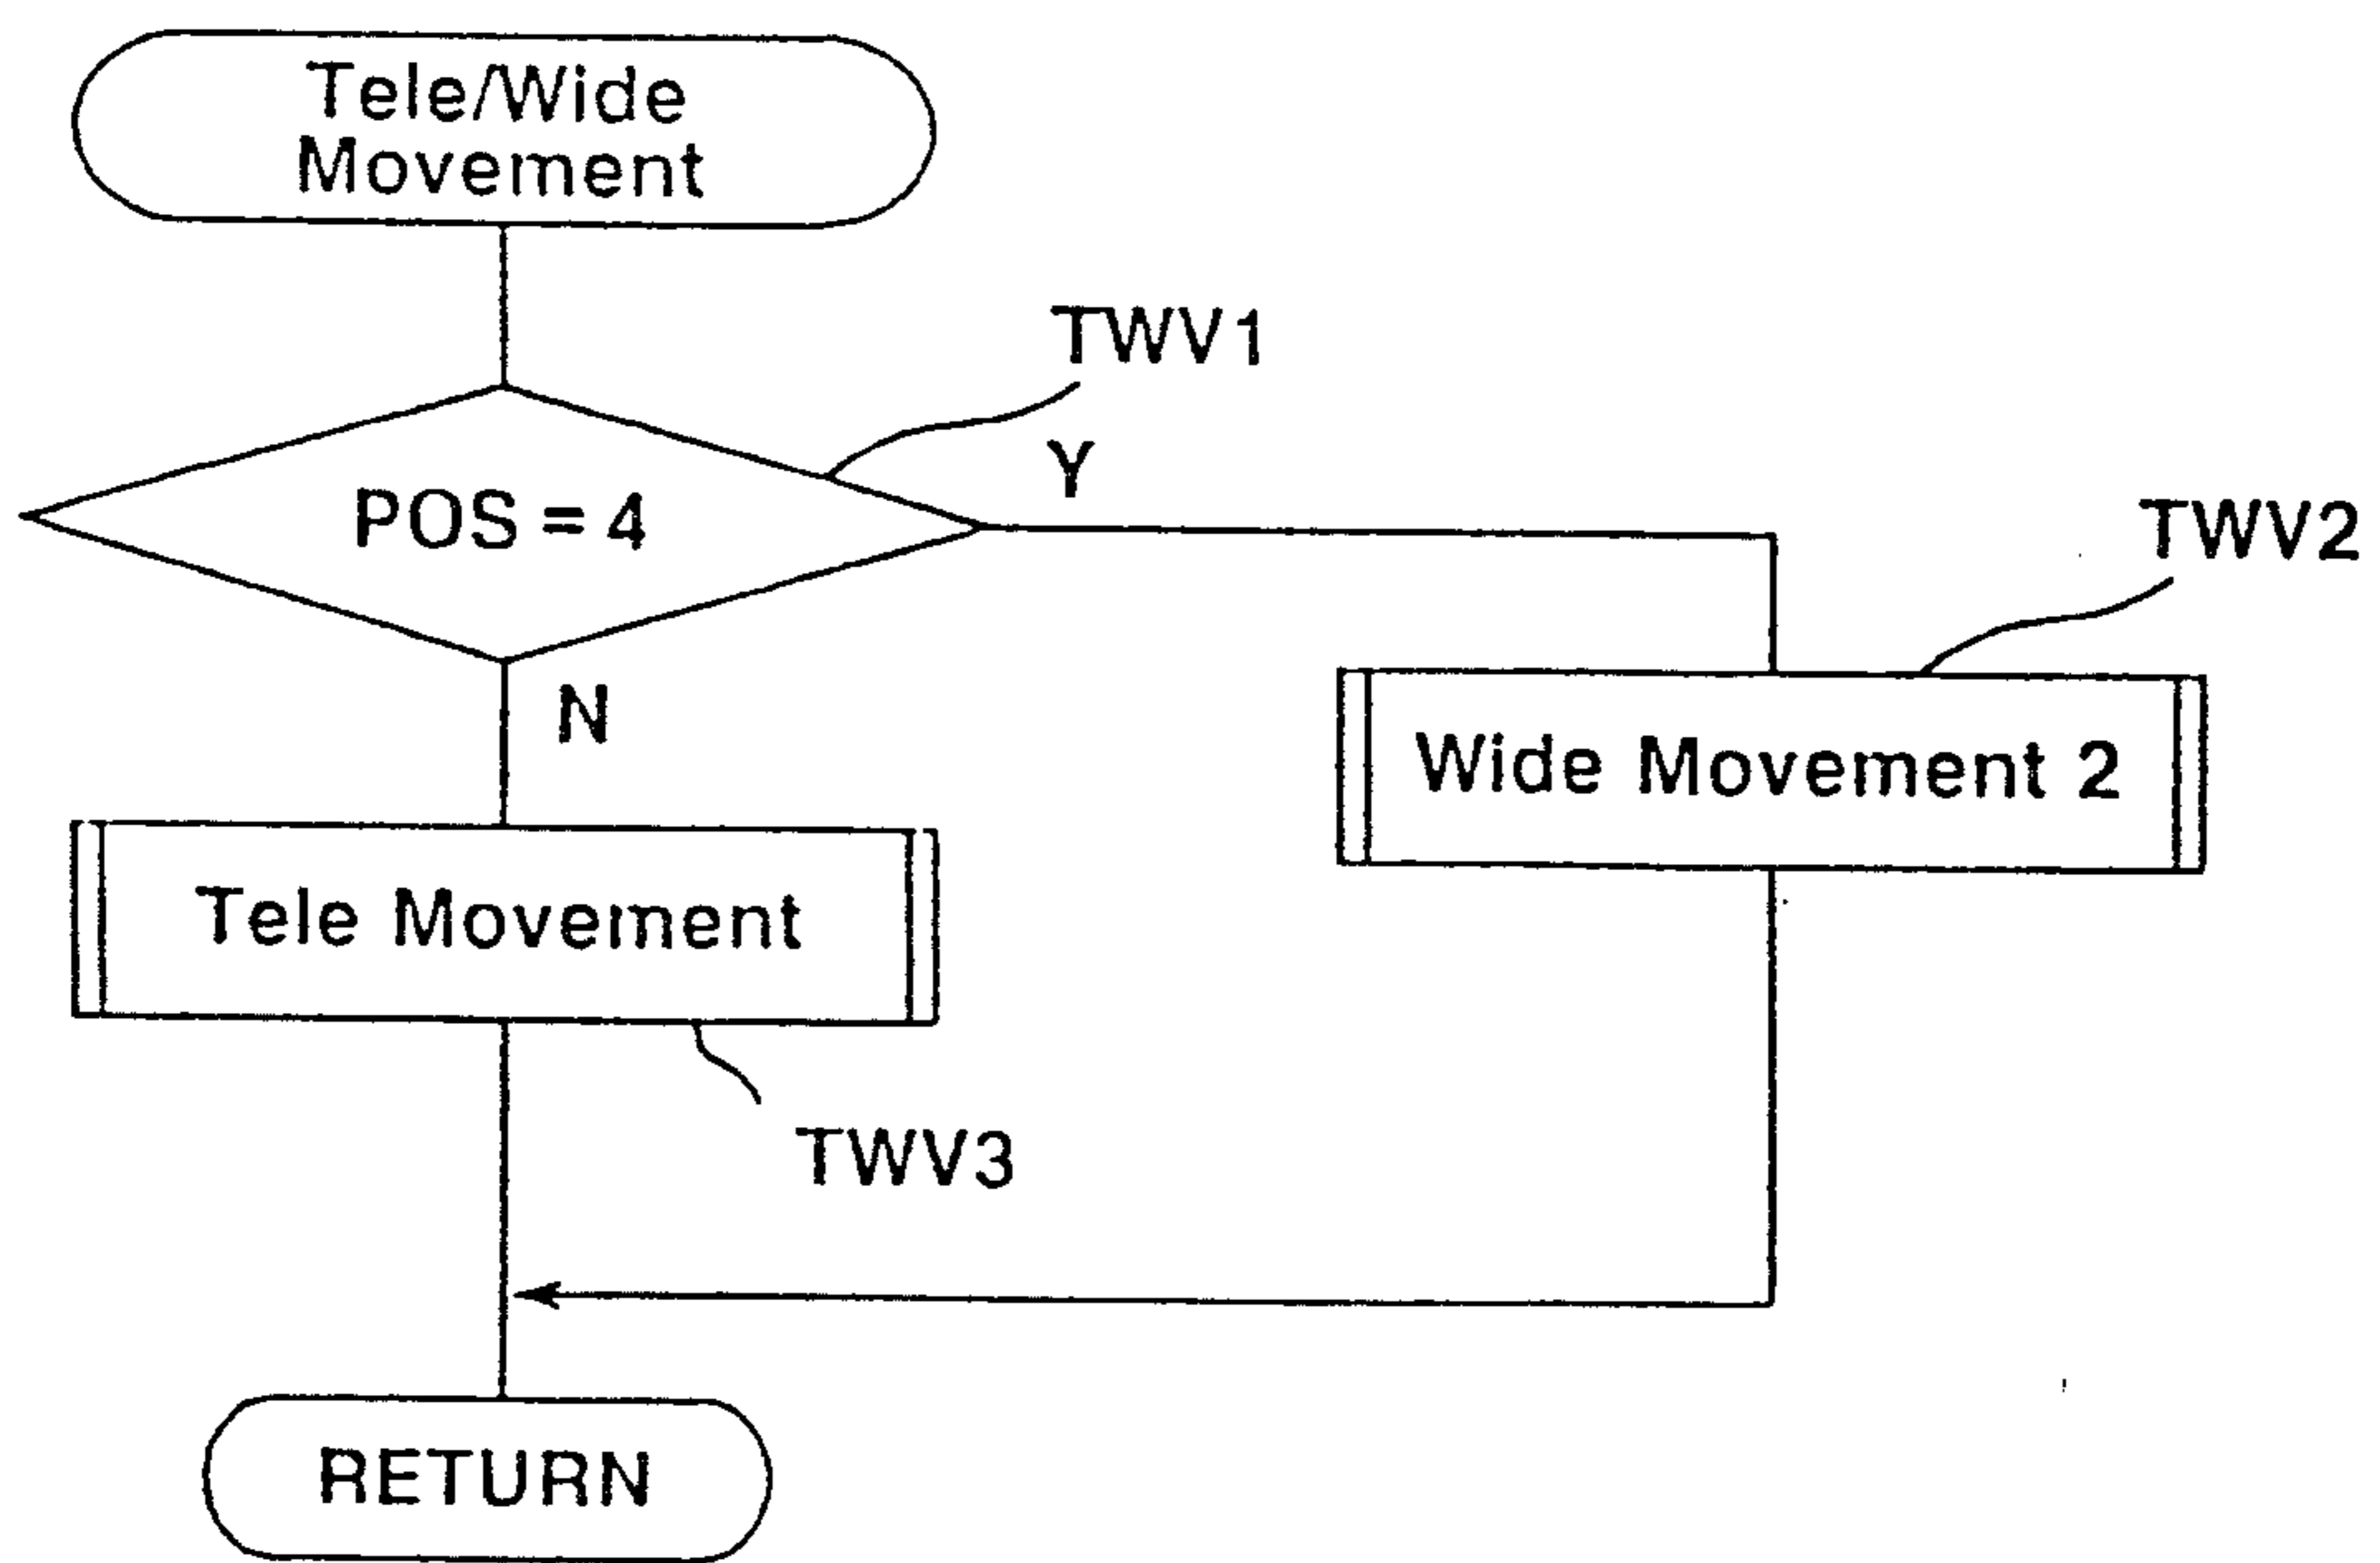 Tele/Wide
Movement
TWV1
POS = 4
Y
TWV2
N
Wide Movement 2
Tele Movement
TWV3
RETURN